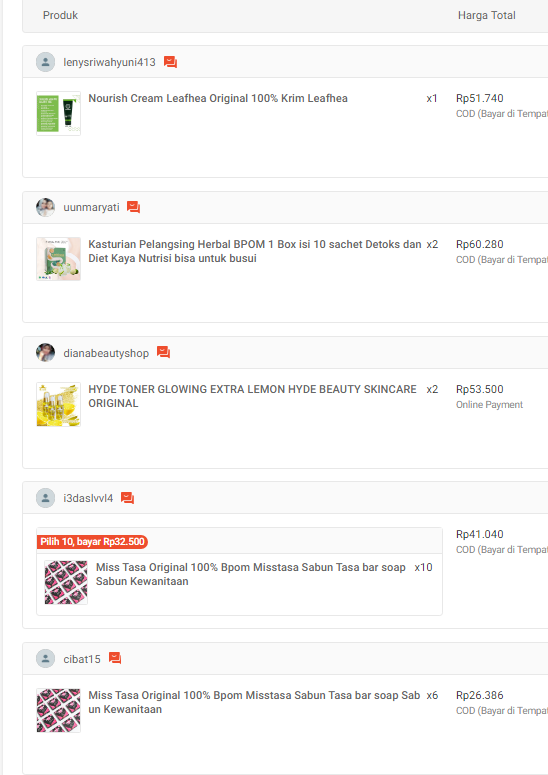 Produk Harga Total
lenysriwahyuni413
Nourish Cream Leafhea Original 100% Krim Leafhea x1 Rp51.740
COD (Bayar di Tempat
uunmaryati
Kasturian Pelangsing Herbal BPOM 1 Box isi 10 sachet Detoks dan x2 Rp60.280
Diet Kaya Nutrisi bisa untuk busui COD (Bayar di Tempat
dianabeautyshop
HYDE TONER GLOWING EXTRA LEMON HYDE BEAUTY SKINCARE x2 Rp53.500
ORIGINAL Online Payment
i3daslvvl4
Pilih 10, bayar Rp32.500 Rp41.040
COD (Bayar di Tempat
Miss Tasa Original 100% Bpom Misstasa Sabun Tasa bar soap x10
Sabun Kewanitaan
cibat15
Miss Tasa Original 100% Bpom Misstasa Sabun Tasa bar soap Sab x6 Rp26.386
un Kewanitaan COD (Bayar di Tempat